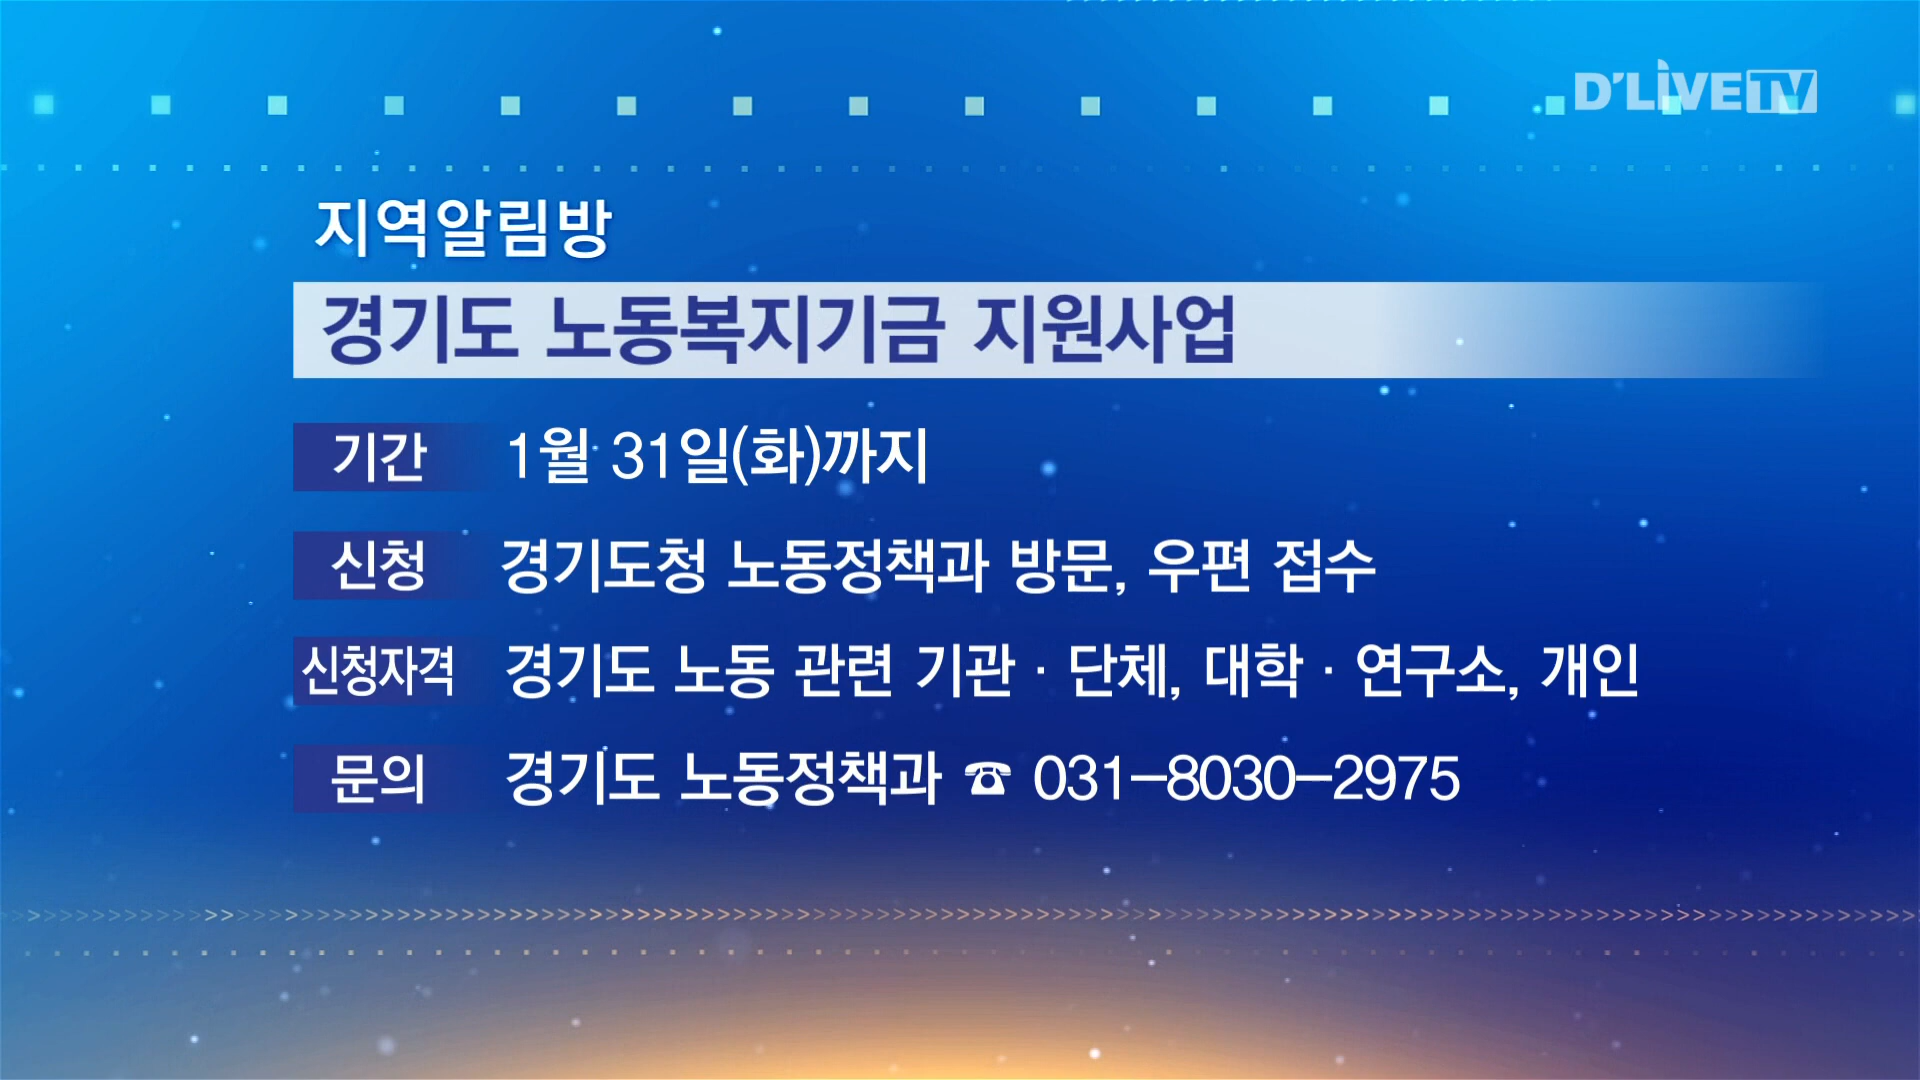 D'LIVE TV
지역알림방
경기도 노동복지기금 지원사업
기간 1월 31일(화)까지
신청 경기도청 노동정책과 방문, 우편 접수
신청자격 경기도 노동 관련 기관 · 단체, 대학 · 연구소, 개인
문의 경기도 노동정책과 ☎ 031-8030-2975